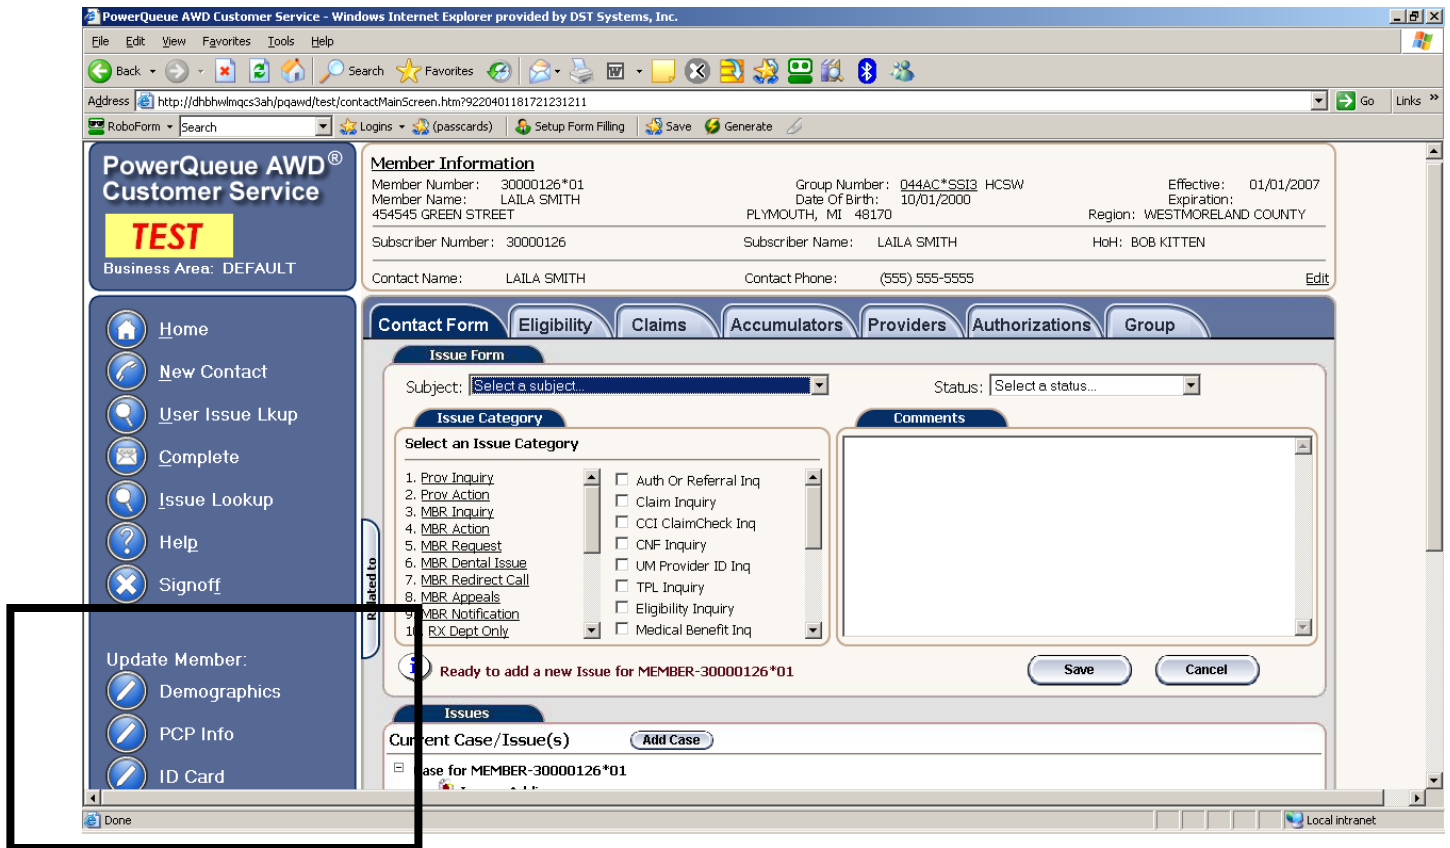 PowerQueue AWD Customer Service - Windows Internet Explorer provided by DST Systems, Inc.
File Edit View Favorites Tools Help
Back Search Favorites
Address http://dhbhwlmqcs3ah/pqawd/test/contactMainScreen.htm?9220401181721231211 Go Links »
RoboForm Search Logins (passcards) Setup Form Filling Save Generate
PowerQueue AWD®
Customer Service
TEST
Business Area: DEFAULT
Home
New Contact
User Issue Lkup
Complete
Issue Lookup
Help
Signoff
Update Member:
Demographics
PCP Info
ID Card
Member Information
Member Number: 30000126*01 Group Number: 044AC*SSI3 HCSW Effective: 01/01/2007
Member Name: LAILA SMITH Date Of Birth: 10/01/2000 Expiration:
454545 GREEN STREET PLYMOUTH, MI 48170 Region: WESTMORELAND COUNTY
Subscriber Number: 30000126 Subscriber Name: LAILA SMITH HoH: BOB KITTEN
Contact Name: LAILA SMITH Contact Phone: (555) 555-5555 Edit
Contact Form Eligibility Claims Accumulators Providers Authorizations Group
Issue Form
Subject: Select a subject... Status: Select a status...
Issue Category
Select an Issue Category
1. Prov Inquiry
2. Prov Action
3. MBR Inquiry
4. MBR Action
5. MBR Request
6. MBR Dental Issue
7. MBR Redirect Call
8. MBR Appeals
9. MBR Notification
10. RX Dept Only
Auth Or Referral Inq
Claim Inquiry
CCI ClaimCheck Inq
CNF Inquiry
UM Provider ID Inq
TPL Inquiry
Eligibility Inquiry
Medical Benefit Inq
Comments
Related to
Ready to add a new Issue for MEMBER-30000126*01
Save Cancel
Issues
Current Case/Issue(s) Add Case
Case for MEMBER-30000126*01
Done Local intranet